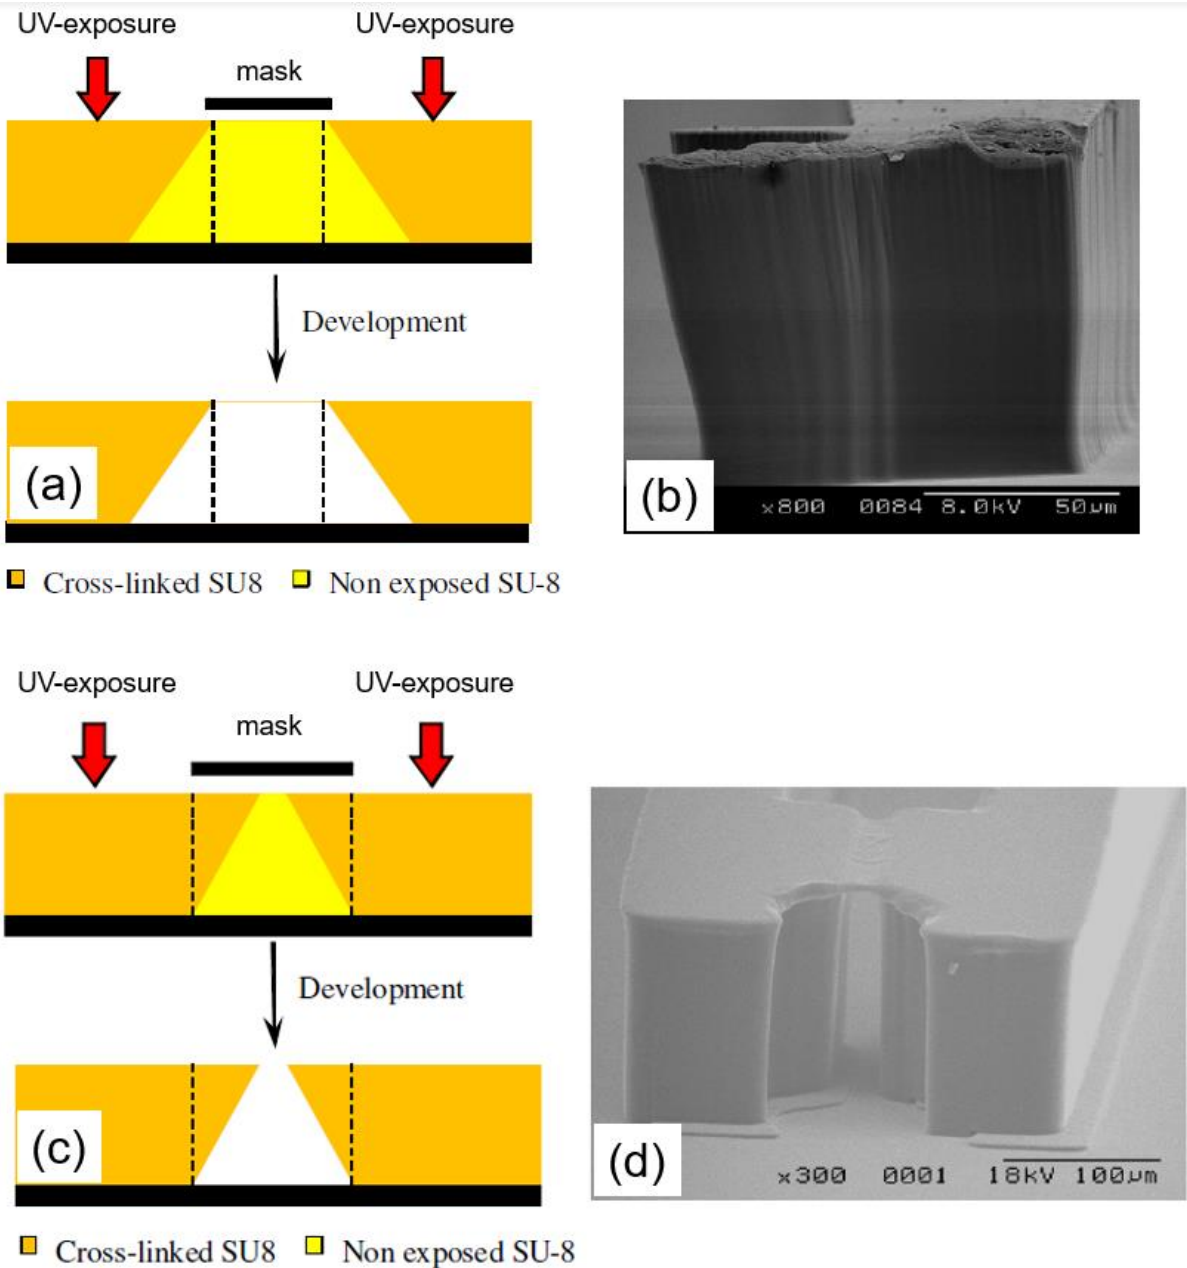 UV-exposure UV-exposure
mask
Development
(a)
Cross-linked SU8 Non exposed SU-8
(b)
x800 0084 8.0kV 50µm
UV-exposure UV-exposure
mask
Development
(c)
Cross-linked SU8 Non exposed SU-8
(d)
x300 0001 18kV 100µm